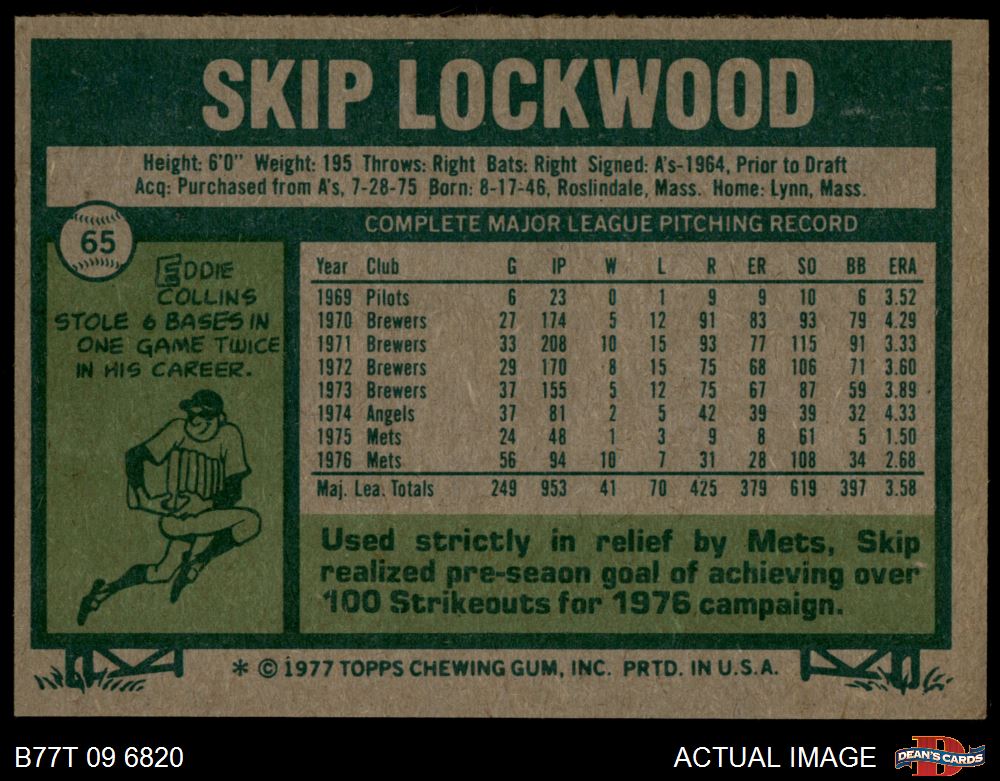 SKIP LOCKWOOD
Height: 6'0" Weight: 195 Throws: Right Bats: Right Signed: A's-1964, Prior to Draft
Acq: Purchased from A's, 7-28-75 Born: 8-17-46, Roslindale, Mass. Home: Lynn, Mass.
65
COMPLETE MAJOR LEAGUE PITCHING RECORD
EDDIE
COLLINS
STOLE 6 BASES IN
ONE GAME TWICE
IN HIS CAREER.
Year Club G IP W L R ER SO BB ERA
1969 Pilots 6 23 0 1 9 9 10 6 3.52
1970 Brewers 27 174 5 12 91 83 93 79 4.29
1971 Brewers 33 208 10 15 93 77 115 91 3.33
1972 Brewers 29 170 8 15 75 68 106 71 3.60
1973 Brewers 37 155 5 12 75 67 87 59 3.89
1974 Angels 37 81 2 5 42 39 39 32 4.33
1975 Mets 24 48 1 3 9 8 61 5 1.50
1976 Mets 56 94 10 7 31 28 108 34 2.68
Maj. Lea. Totals 249 953 41 70 425 379 619 397 3.58
Used strictly in relief by Mets, Skip
realized pre-seaon goal of achieving over
100 Strikeouts for 1976 campaign.
* © 1977 TOPPS CHEWING GUM, INC. PRTD. IN U.S.A.
B77T 09 6820
ACTUAL IMAGE
D
DEAN'S CARDS